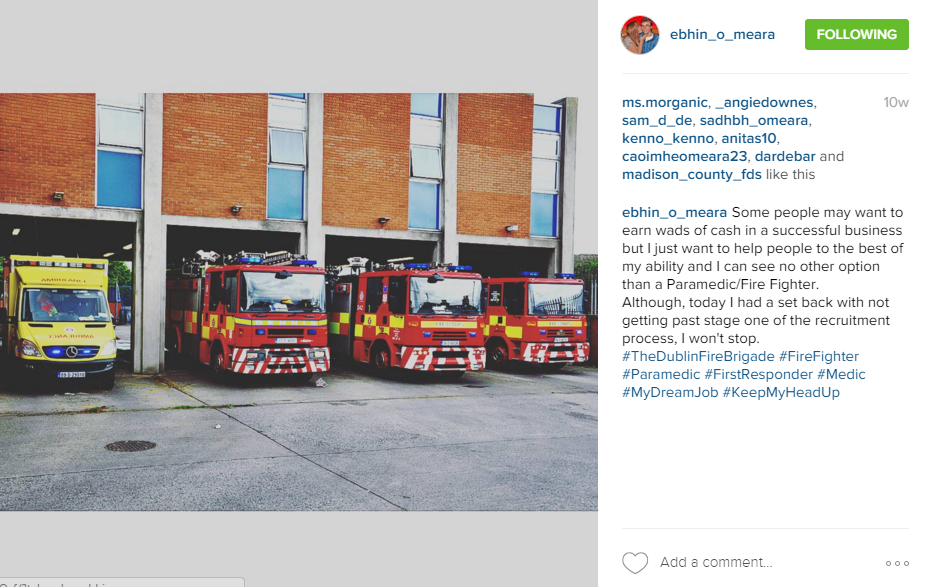 ebhin_o_meara
FOLLOWING
ms.morganic, _angiedownes,
10w
sam_d_de, sadhbh_omeara,
kenno_kenno, anitas10,
caoimheomeara23, dardebar and
madison_county_fds like this
ebhin_o_meara Some people may want to
earn wads of cash in a successful business
but I just want to help people to the best of
my ability and I can see no other option
than a Paramedic/Fire Fighter.
Although, today I had a set back with not
getting past stage one of the recruitment
process, I won't stop.
#TheDublinFireBrigade #FireFighter
#Paramedic #FirstResponder #Medic
#MyDreamJob #KeepMyHeadUp
Add a comment...
AMBULANCE
AMBULANCE